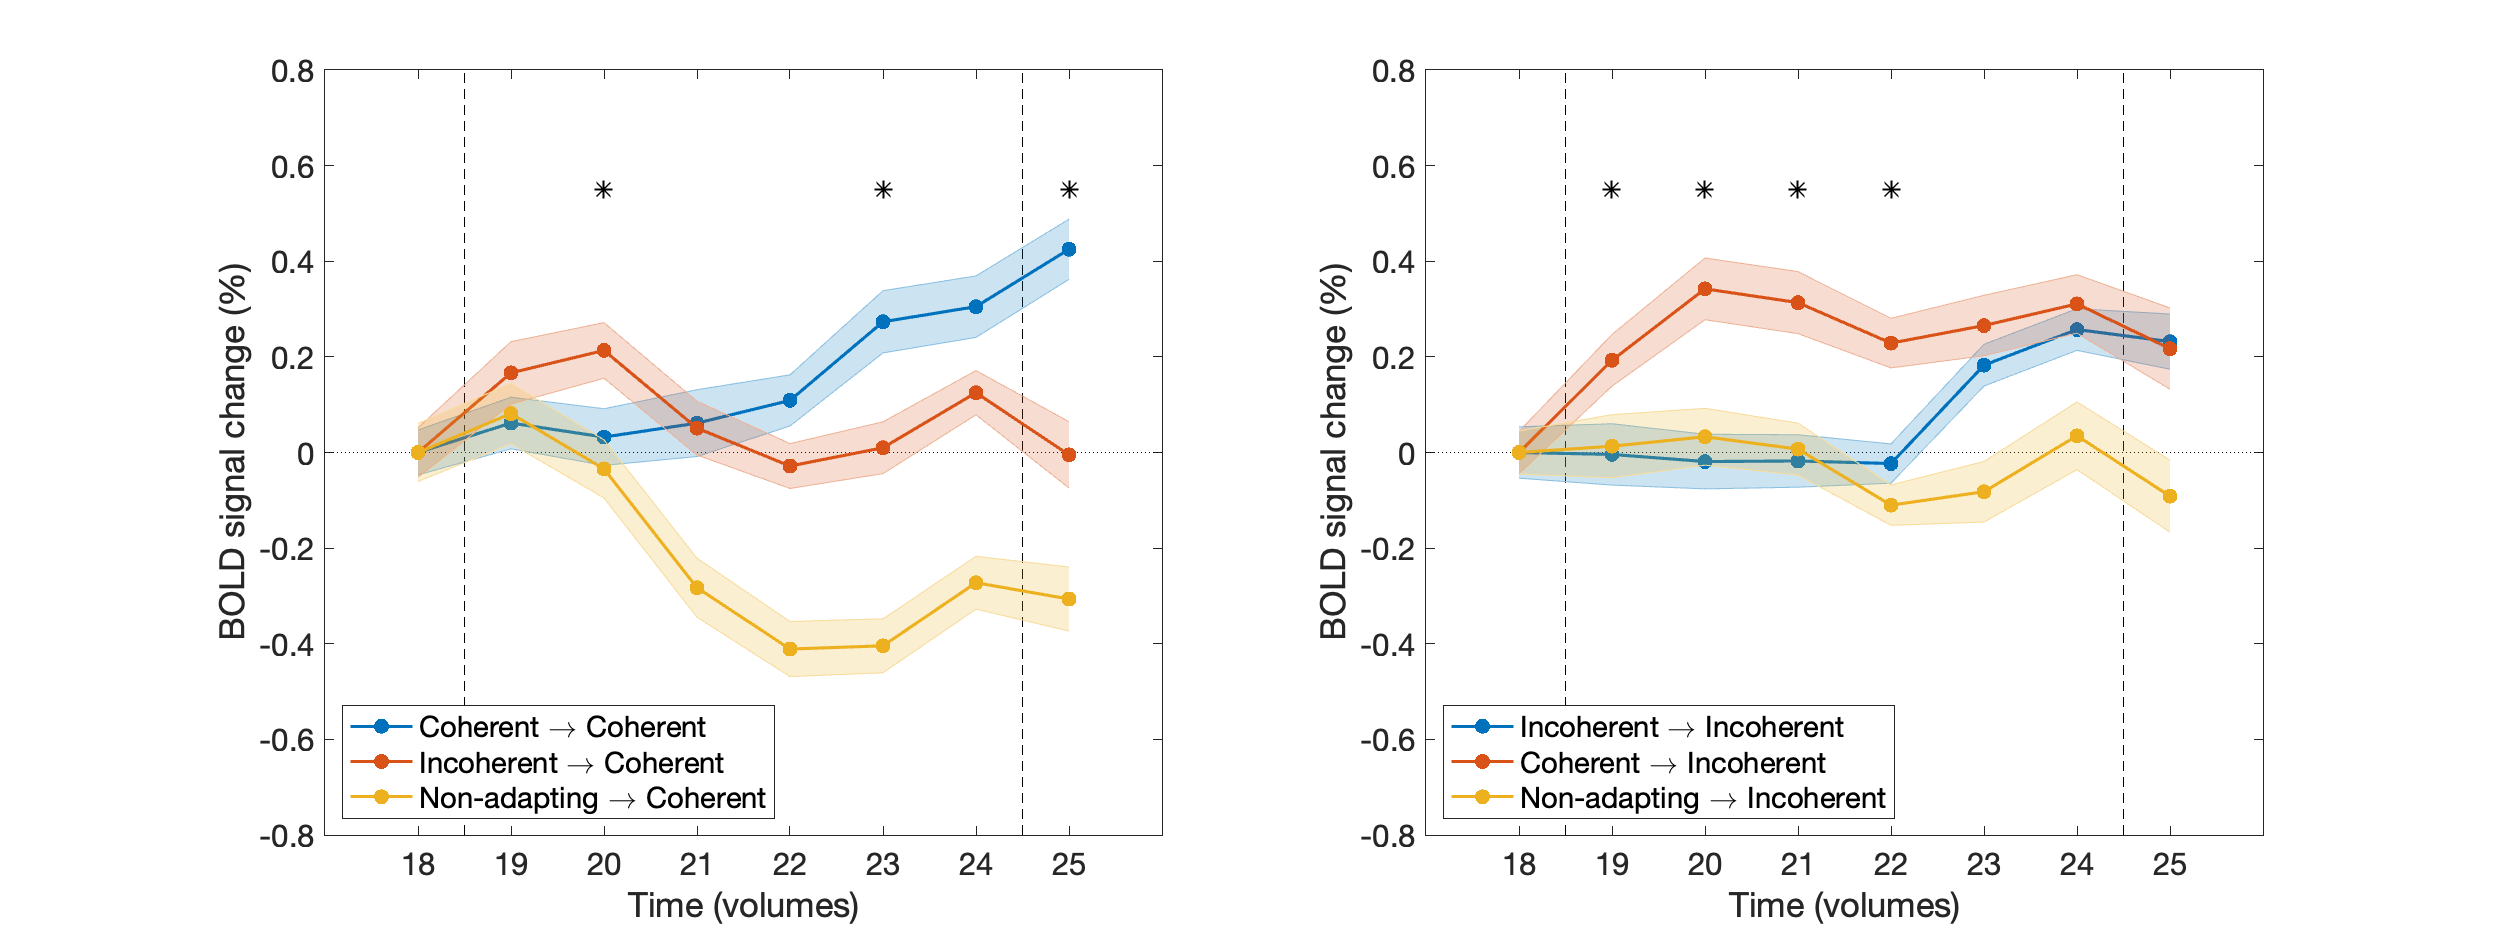 0.8
0.6
0.4
0.2
0
-0.2
-0.4
-0.6
-0.8
BOLD signal change (%)
Coherent → Coherent
Incoherent → Coherent
Non-adapting → Coherent
18 19 20 21 22 23 24 25
Time (volumes)
0.8
0.6
0.4
0.2
0
-0.2
-0.4
-0.6
-0.8
BOLD signal change (%)
Incoherent → Incoherent
Coherent → Incoherent
Non-adapting → Incoherent
18 19 20 21 22 23 24 25
Time (volumes)